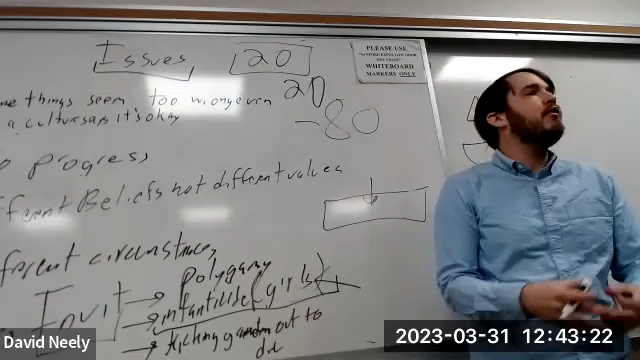 Issues
20
PLEASE USE
WHITEBOARD
MARKERS ONLY
20
me things seem too wrong even
a culture says it's okay
-80
o progress
fferent Beliefs not different values
fferent circumstances
Inuit → polygamy
→ infanticide (girls)
→ kicking out to
die
David Neely
2023-03-31 12:43:22